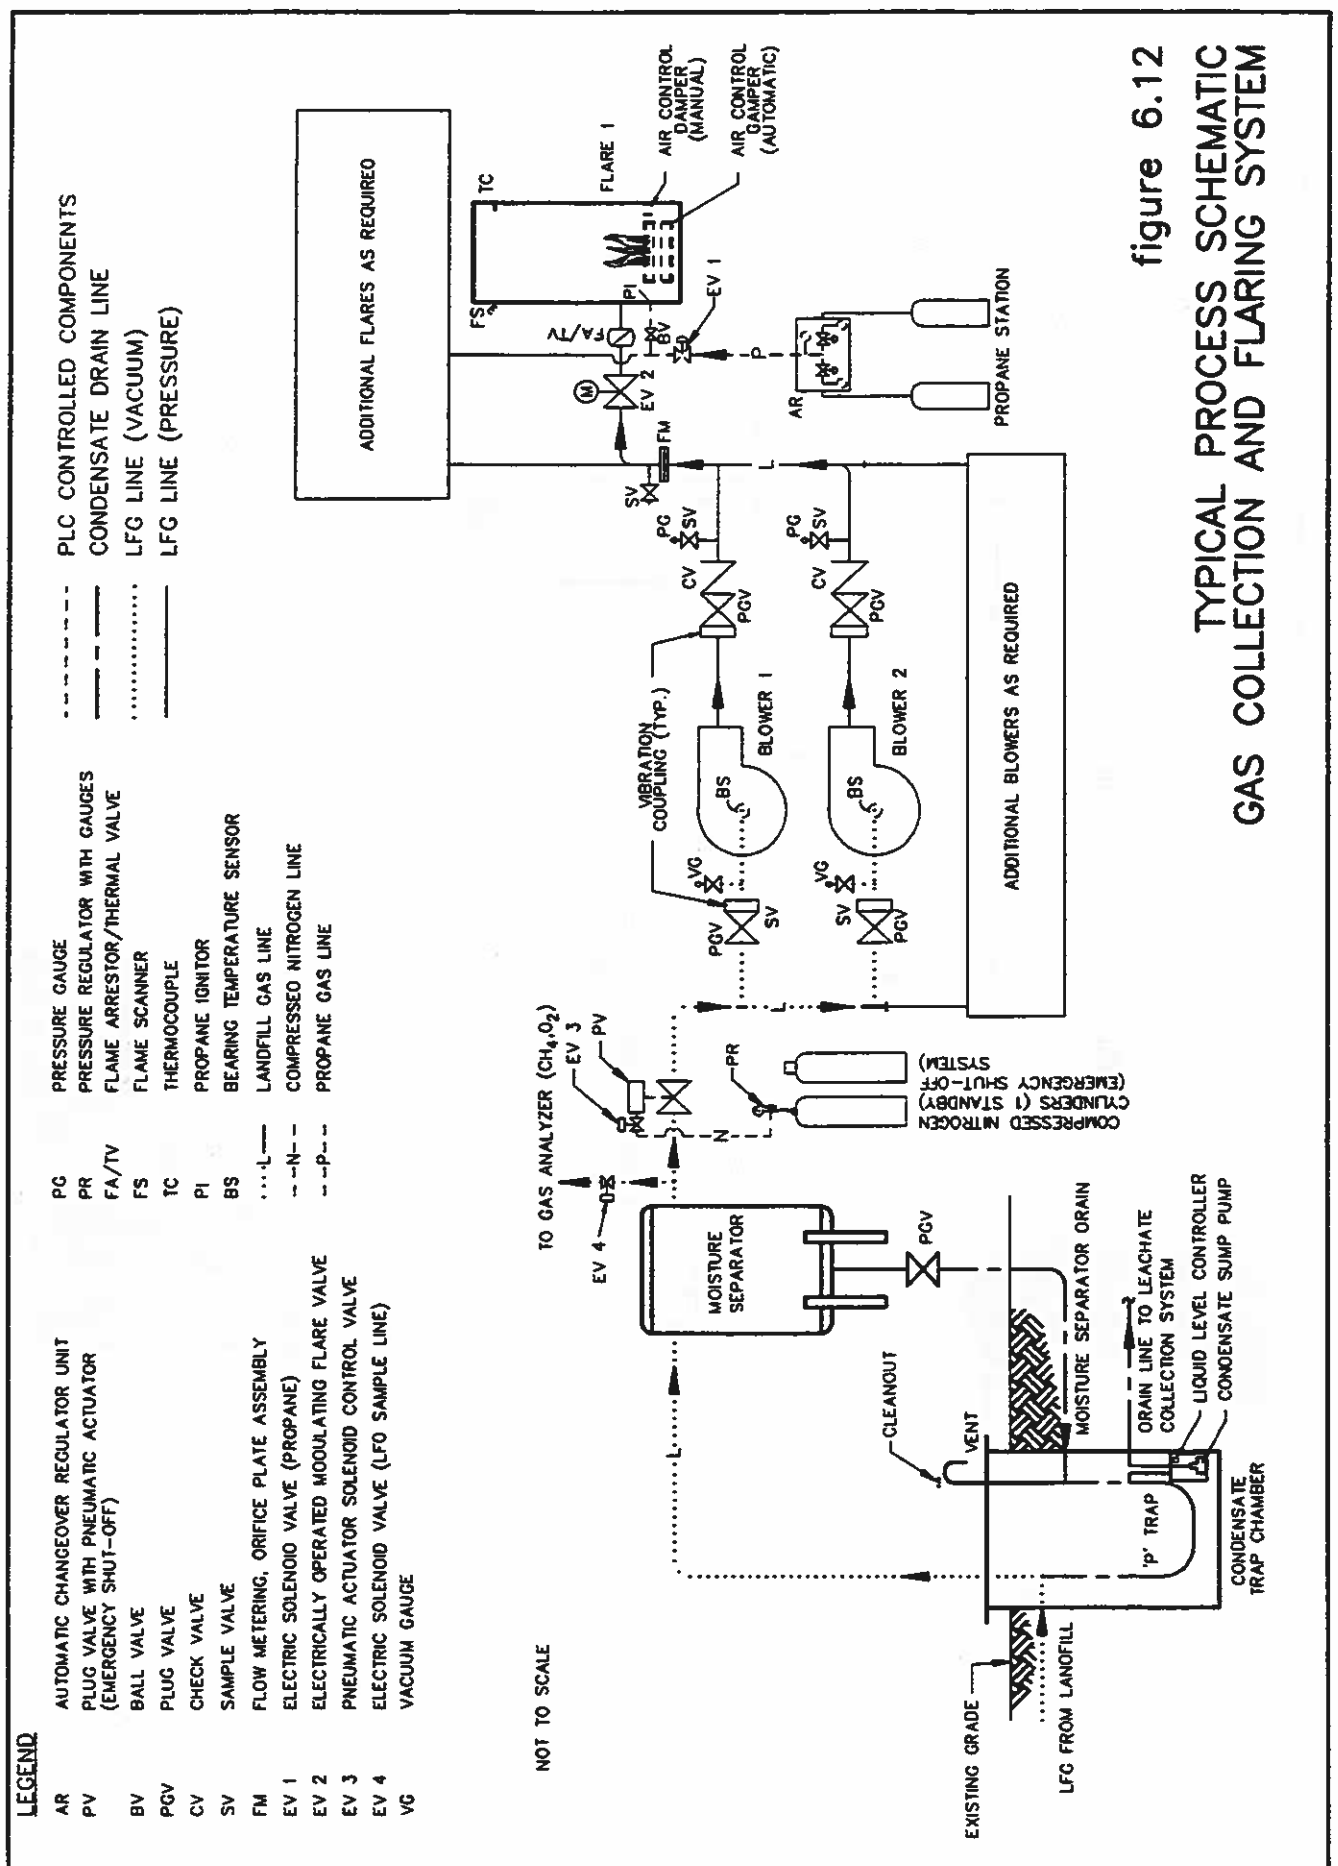 LEGEND
AR AUTOMATIC CHANGEOVER REGULATOR UNIT
PV PLUG VALVE WITH PNEUMATIC ACTUATOR
(EMERGENCY SHUT-OFF)
BV BALL VALVE
PGV PLUG VALVE
CV CHECK VALVE
SV SAMPLE VALVE
FM FLOW METERING, ORIFICE PLATE ASSEMBLY
EV 1 ELECTRIC SOLENOID VALVE (PROPANE)
EV 2 ELECTRICALLY OPERATED MODULATING FLARE VALVE
EV 3 PNEUMATIC ACTUATOR SOLENOID CONTROL VALVE
EV 4 ELECTRIC SOLENOID VALVE (LFO SAMPLE LINE)
VG VACUUM GAUGE
PG PRESSURE GAUGE
PR PRESSURE REGULATOR WITH GAUGES
FA/TV FLAME ARRESTOR/THERMAL VALVE
FS FLAME SCANNER
TC THERMOCOUPLE
PI PROPANE IGNITOR
BS BEARING TEMPERATURE SENSOR
L LANDFILL GAS LINE
N COMPRESSED NITROGEN LINE
P PROPANE GAS LINE
PLC CONTROLLED COMPONENTS
CONDENSATE DRAIN LINE
LFG LINE (VACUUM)
LFG LINE (PRESSURE)
NOT TO SCALE
ADDITIONAL FLARES AS REQUIRED
FS
TC
FLARE 1
PI
AIR CONTROL
DAMPER
(MANUAL)
AIR CONTROL
GAMPER
(AUTOMATIC)
FA/TV
BV
EV 1
M
EV 2
P
AR
PROPANE STATION
FM
SV
L
PG
SV
CV
PGV
PG
SV
CV
PGV
VIBRATION
COUPLING (TYP.)
BS
BLOWER 1
BS
BLOWER 2
VG
PGV
SV
VG
SV
PGV
L
ADDITIONAL BLOWERS AS REQUIRED
TO GAS ANALYZER (CH₄,O₂)
EV 3
PV
EV 4
N
PR
COMPRESSED NITROGEN
CYLINDERS (1 STANDBY)
(EMERGENCY SHUT-OFF
SYSTEM)
MOISTURE
SEPARATOR
PGV
L
CLEANOUT
VENT
MOISTURE SEPARATOR DRAIN
DRAIN LINE TO LEACHATE
COLLECTION SYSTEM
LIQUID LEVEL CONTROLLER
CONDENSATE SUMP PUMP
'P' TRAP
CONDENSATE
TRAP CHAMBER
EXISTING GRADE
LFG FROM LANDFILL
figure 6.12
TYPICAL PROCESS SCHEMATIC
GAS COLLECTION AND FLARING SYSTEM